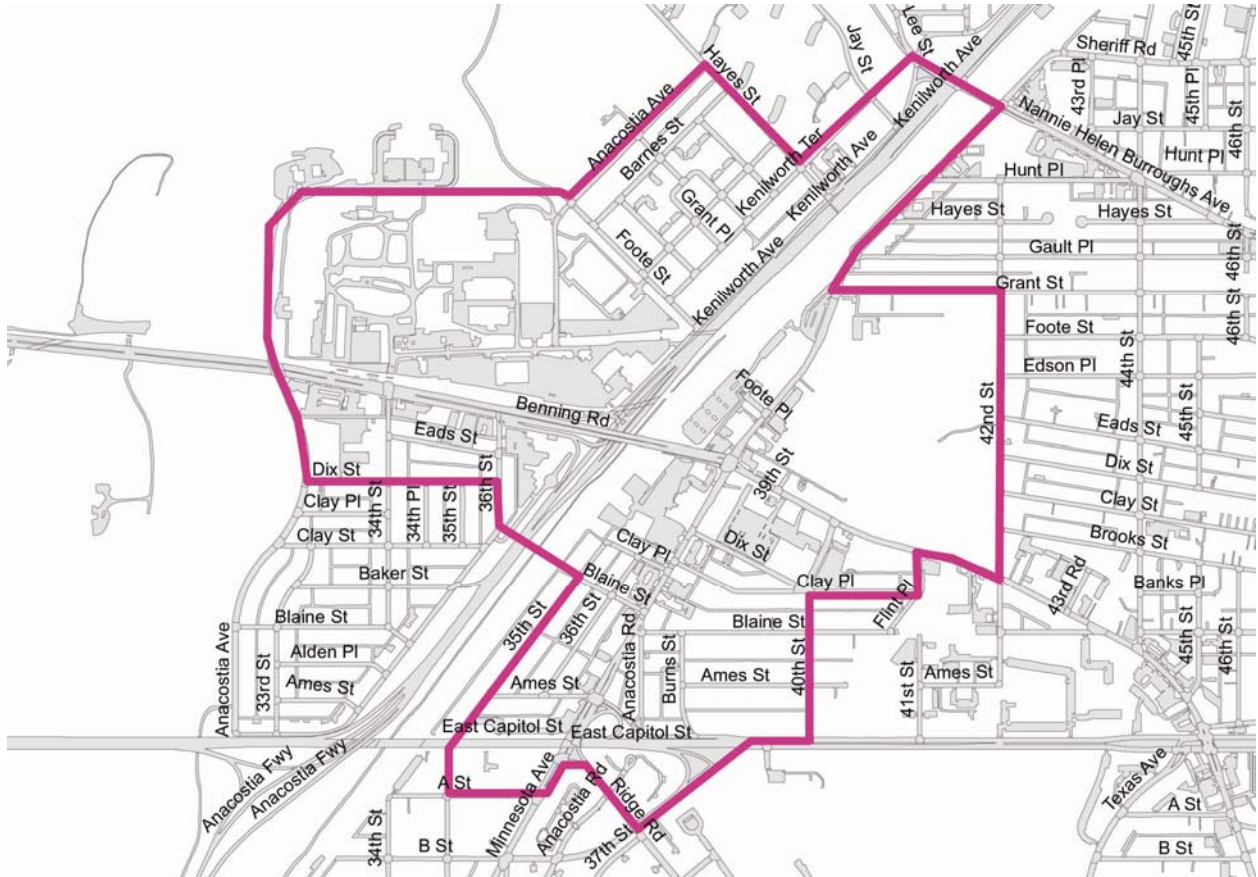 Lee St
45th St
Sheriff Rd
Jay St
Hayes St
Kenilworth Ave
43rd Pl
45th Pl
Anacostia Ave
Nannie Helen Burroughs Ave
Jay St
46th St
Barnes St
Kenilworth Ter
Hunt Pl
Hunt Pl
Grant Pl
Kenilworth Ave
Hayes St
Hayes St
Foote St
Gault Pl
46th St
Kenilworth Ave
Grant St
46th St
Foote St
44th St
Edson Pl
Foote Pl
Benning Rd
42nd St
45th St
Eads St
Eads St
Dix St
36th St
39th St
Dix St
Clay Pl
34th St
34th Pl
35th St
Clay St
Clay St
Dix St
Brooks St
Clay Pl
Baker St
Blaine St
Clay Pl
43rd Rd
Banks Pl
Flint Pl
Blaine St
35th St
36th St
Anacostia Rd
Blaine St
Anacostia Ave
33rd St
Alden Pl
Burns St
40th St
45th St
46th St
Ames St
Ames St
Ames St
41st St
Ames St
42nd St
East Capitol St
East Capitol St
Anacostia Fwy
Anacostia Fwy
Minnesota Ave
Texas Ave
A St
Anacostia Rd
Ridge Rd
A St
34th St
B St
37th St
B St